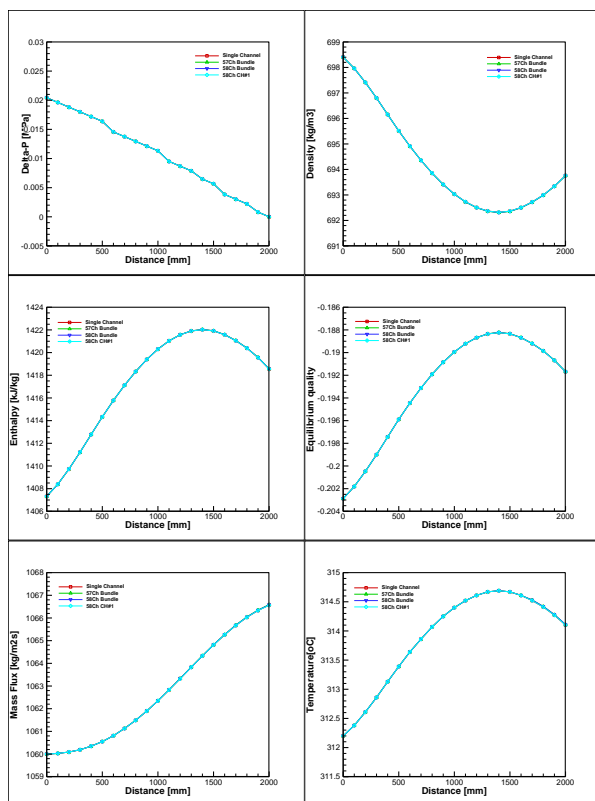 0.03
0.025
0.02
0.015
0.01
0.005
0
-0.005
0
500
1000
1500
2000
Distance [mm]
Single Channel
57Ch Bundle
58Ch Bundle
58Ch CH#1
699
698
697
696
695
694
693
692
691
Density [kg/m3]
0
500
1000
1500
2000
Distance [mm]
Single Channel
57Ch Bundle
58Ch Bundle
58Ch CH#1
1424
1422
1420
1418
1416
1414
1412
1410
1408
1406
Enthalpy [kJ/kg]
0
500
1000
1500
2000
Distance [mm]
Single Channel
57Ch Bundle
58Ch Bundle
58Ch CH#1
-0.186
-0.188
-0.19
-0.192
-0.194
-0.196
-0.198
-0.2
-0.202
-0.204
Equilibrium quality
0
500
1000
1500
2000
Distance [mm]
Single Channel
57Ch Bundle
58Ch Bundle
58Ch CH#1
1068
1067
1066
1065
1064
1063
1062
1061
1060
1059
Mass Flux [kg/m2s]
0
500
1000
1500
2000
Distance [mm]
Single Channel
57Ch Bundle
58Ch Bundle
58Ch CH#1
315
314.5
314
313.5
313
312.5
312
311.5
Temperature[oC]
0
500
1000
1500
2000
Distance [mm]
Single Channel
57Ch Bundle
58Ch Bundle
58Ch CH#1